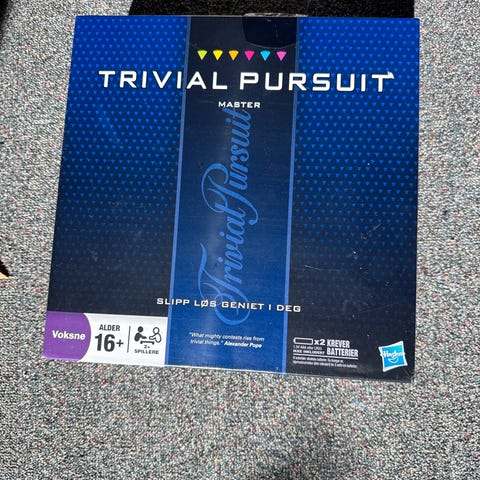 TRIVIAL PURSUIT
MASTER
Trivial Pursuit
SLIPP LØS GENIET I DEG
Voksne
ALDER
16+
2+
SPILLERE
"What mighty contests rise from
trivial things." Alexander Pope
x2 KREVER
BATTERIER
Hasbro